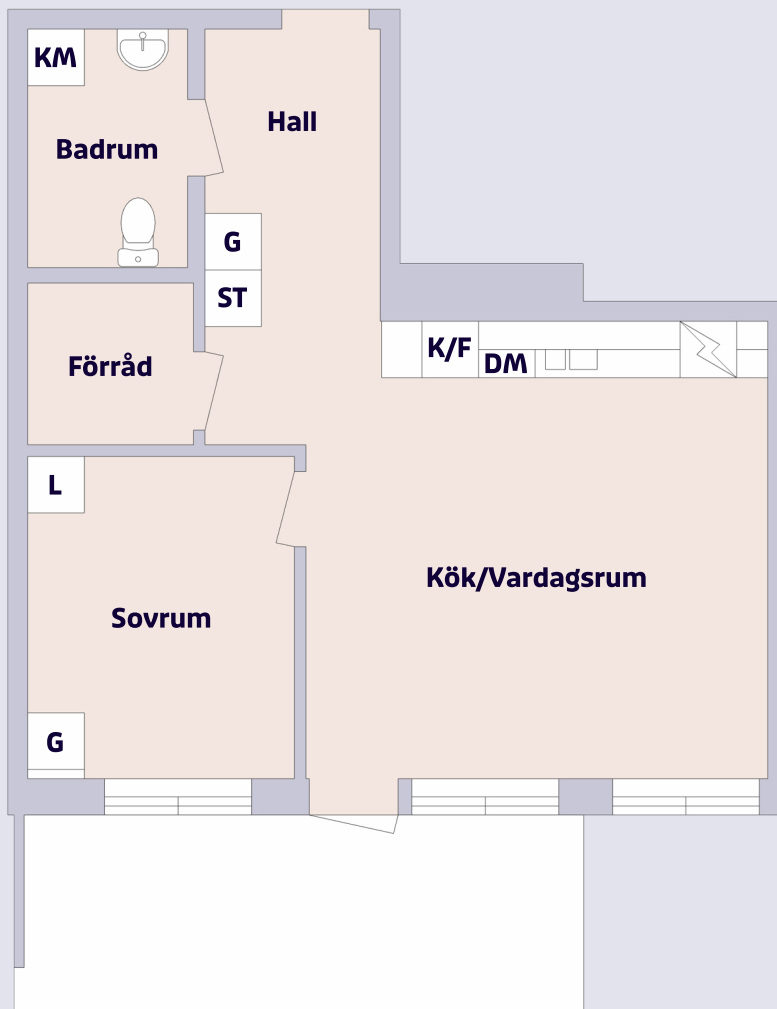 KM
Hall
Badrum
G
ST
K/F
DM
Förråd
L
Kök/Vardagsrum
Sovrum
G